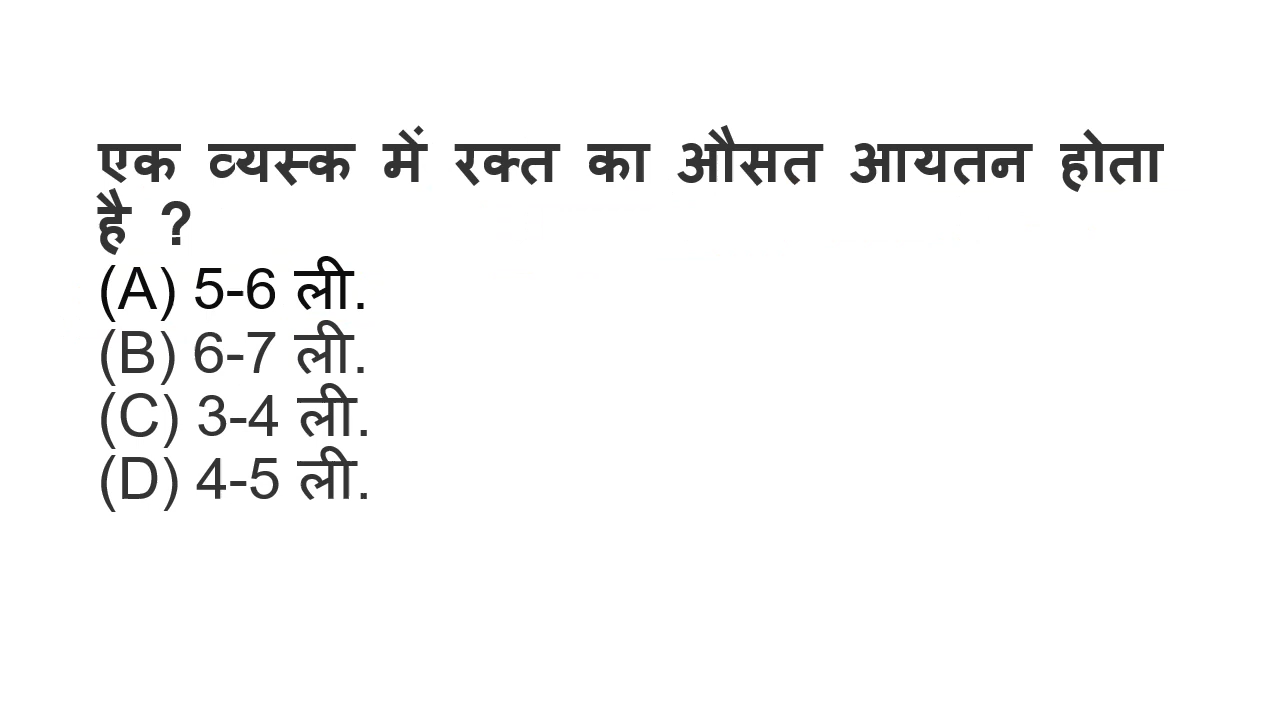 एक व्यस्क में रक्त का औसत आयतन होता
है ?
(A) 5-6 ली.
(B) 6-7 ली.
(C) 3-4 ली.
(D) 4-5 ली.